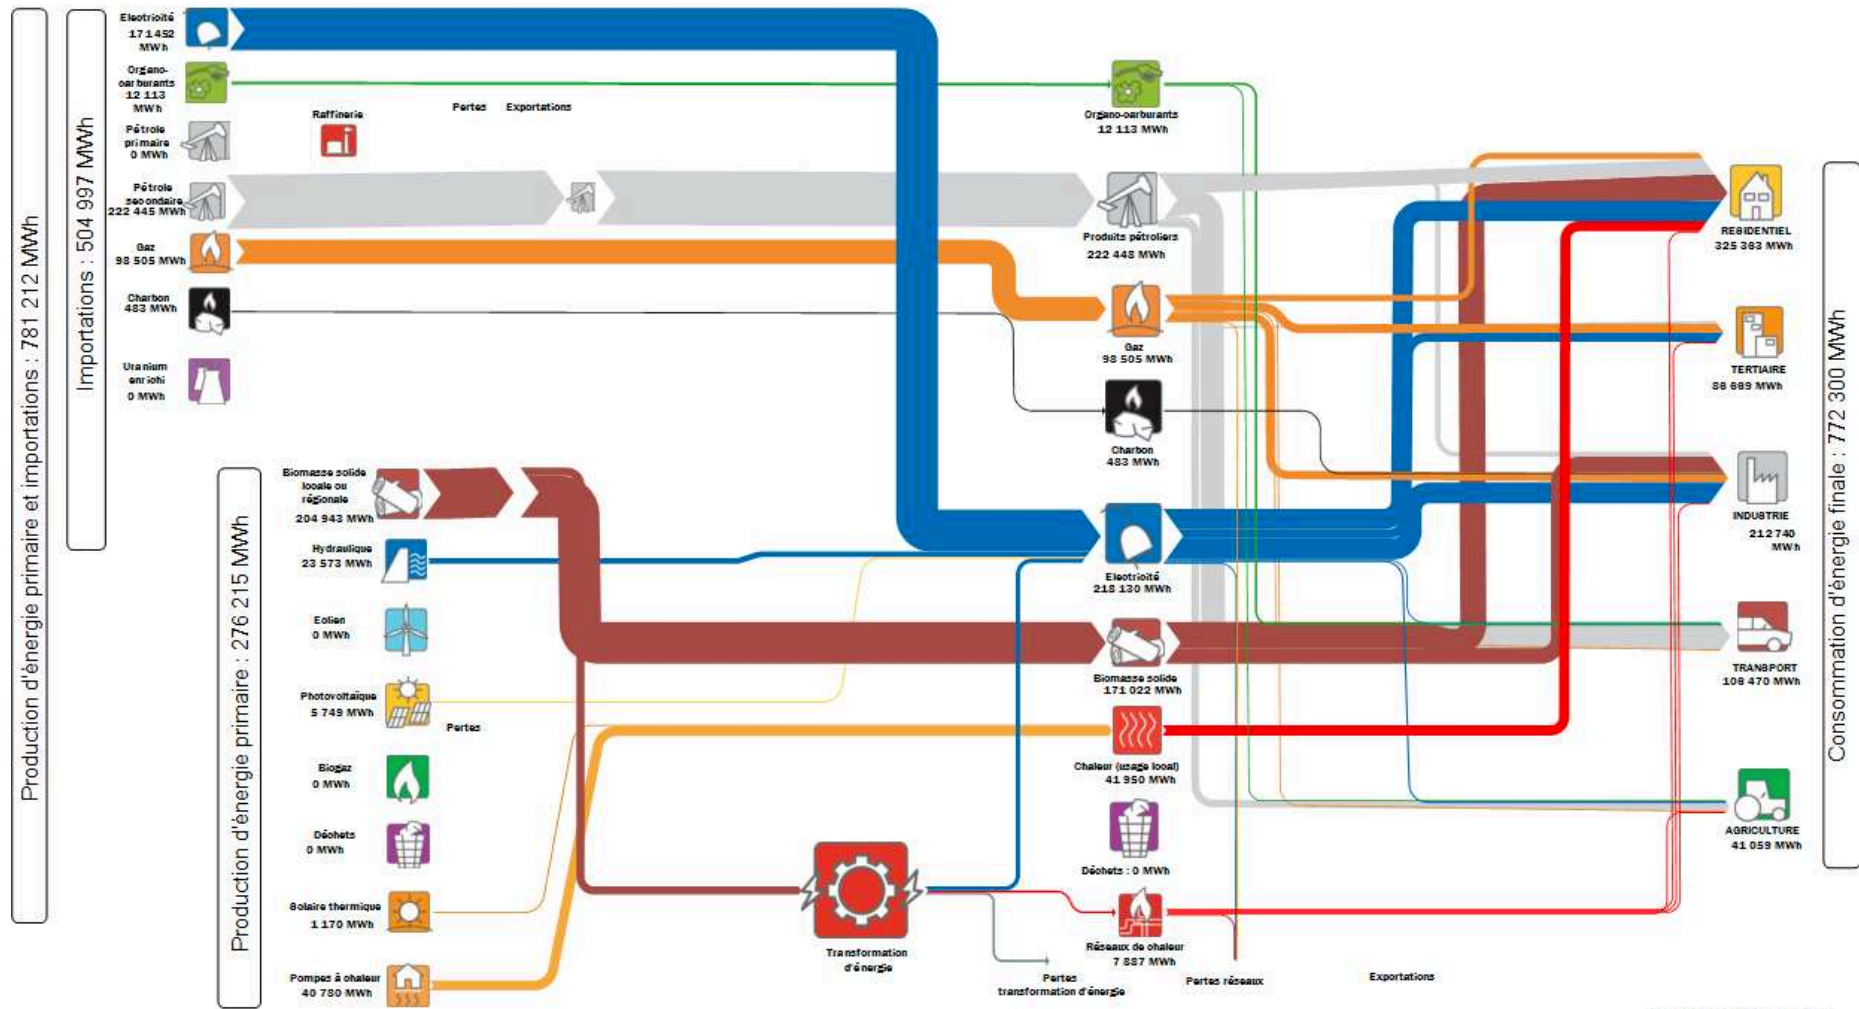 Production d'énergie primaire et importations : 781 212 MWh
Importations : 504 997 MWh
Electricité
171 452
MWh
Organo-
carburants
12 113
MWh
Pétrole
primaire
0 MWh
Pétrole
secondaire
222 445 MWh
Gaz
98 505 MWh
Charbon
483 MWh
Uranium
enrichi
0 MWh
Raffinerie
Pertes
Exportations
Production d'énergie primaire : 276 215 MWh
Biomasse solide
locale ou
régionale
204 943 MWh
Hydraulique
23 573 MWh
Eolien
0 MWh
Photovoltaïque
5 749 MWh
Pertes
Biogaz
0 MWh
Déchets
0 MWh
Solaire thermique
1 170 MWh
Pompes à chaleur
40 780 MWh
Transformation
d'énergie
Organo-carburants
12 113 MWh
Produits pétroliers
222 448 MWh
Gaz
98 505 MWh
Charbon
483 MWh
Electricité
218 130 MWh
Biomasse solide
171 022 MWh
Chaleur (usage local)
41 950 MWh
Déchets : 0 MWh
Réseaux de chaleur
7 887 MWh
Pertes
transformation d'énergie
Pertes réseaux
Exportations
RESIDENTIEL
325 363 MWh
TERTIAIRE
INDUSTRIE
212 740
MWh
TRANSPORT
108 470 MWh
AGRICULTURE
41 059 MWh
Consommation d'énergie finale : 772 300 MWh